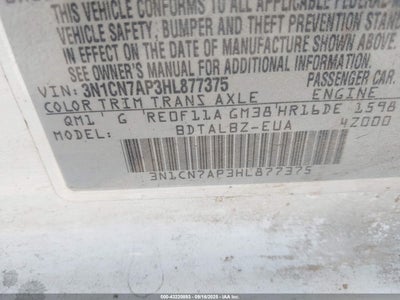 THIS VEHICLE CONFORMS TO ALL APPLICABLE FEDERAL MOTOR
VEHICLE SAFETY, BUMPER, AND THEFT PREVENTION STANDARDS
IN EFFECT ON THE DATE OF MANUFACTURE SHOWN ABOVE.
SEE OWNER'S MANUAL FOR ADDITIONAL INFORMATION
VIN: 3N1CN7AP3HL877375 PASSENGER CAR.
COLOR TRIM TRANS AXLE ENGINE
QM1 G RE0F11A GM38 HR16DE 1598
MODEL: BDTALBZ-EUA 42000
3N1CN7AP3HL877375
000-43220093 - 09/16/2025 - IAA